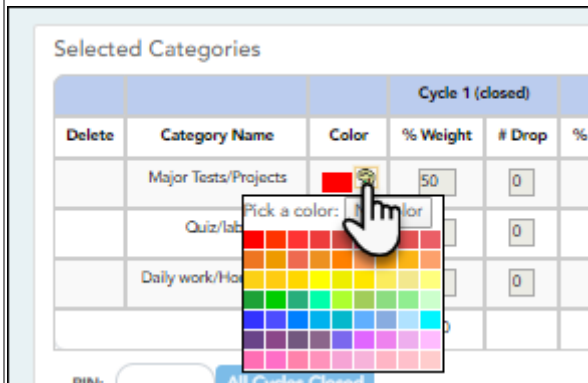 Selected Categories
Cycle 1 (closed)
Delete Category Name Color % Weight # Drop %
Major Tests/Projects 50 0
Pick a color:
Quiz/lab 0
Daily work/Ho 0
PIN: All Cycles Closed